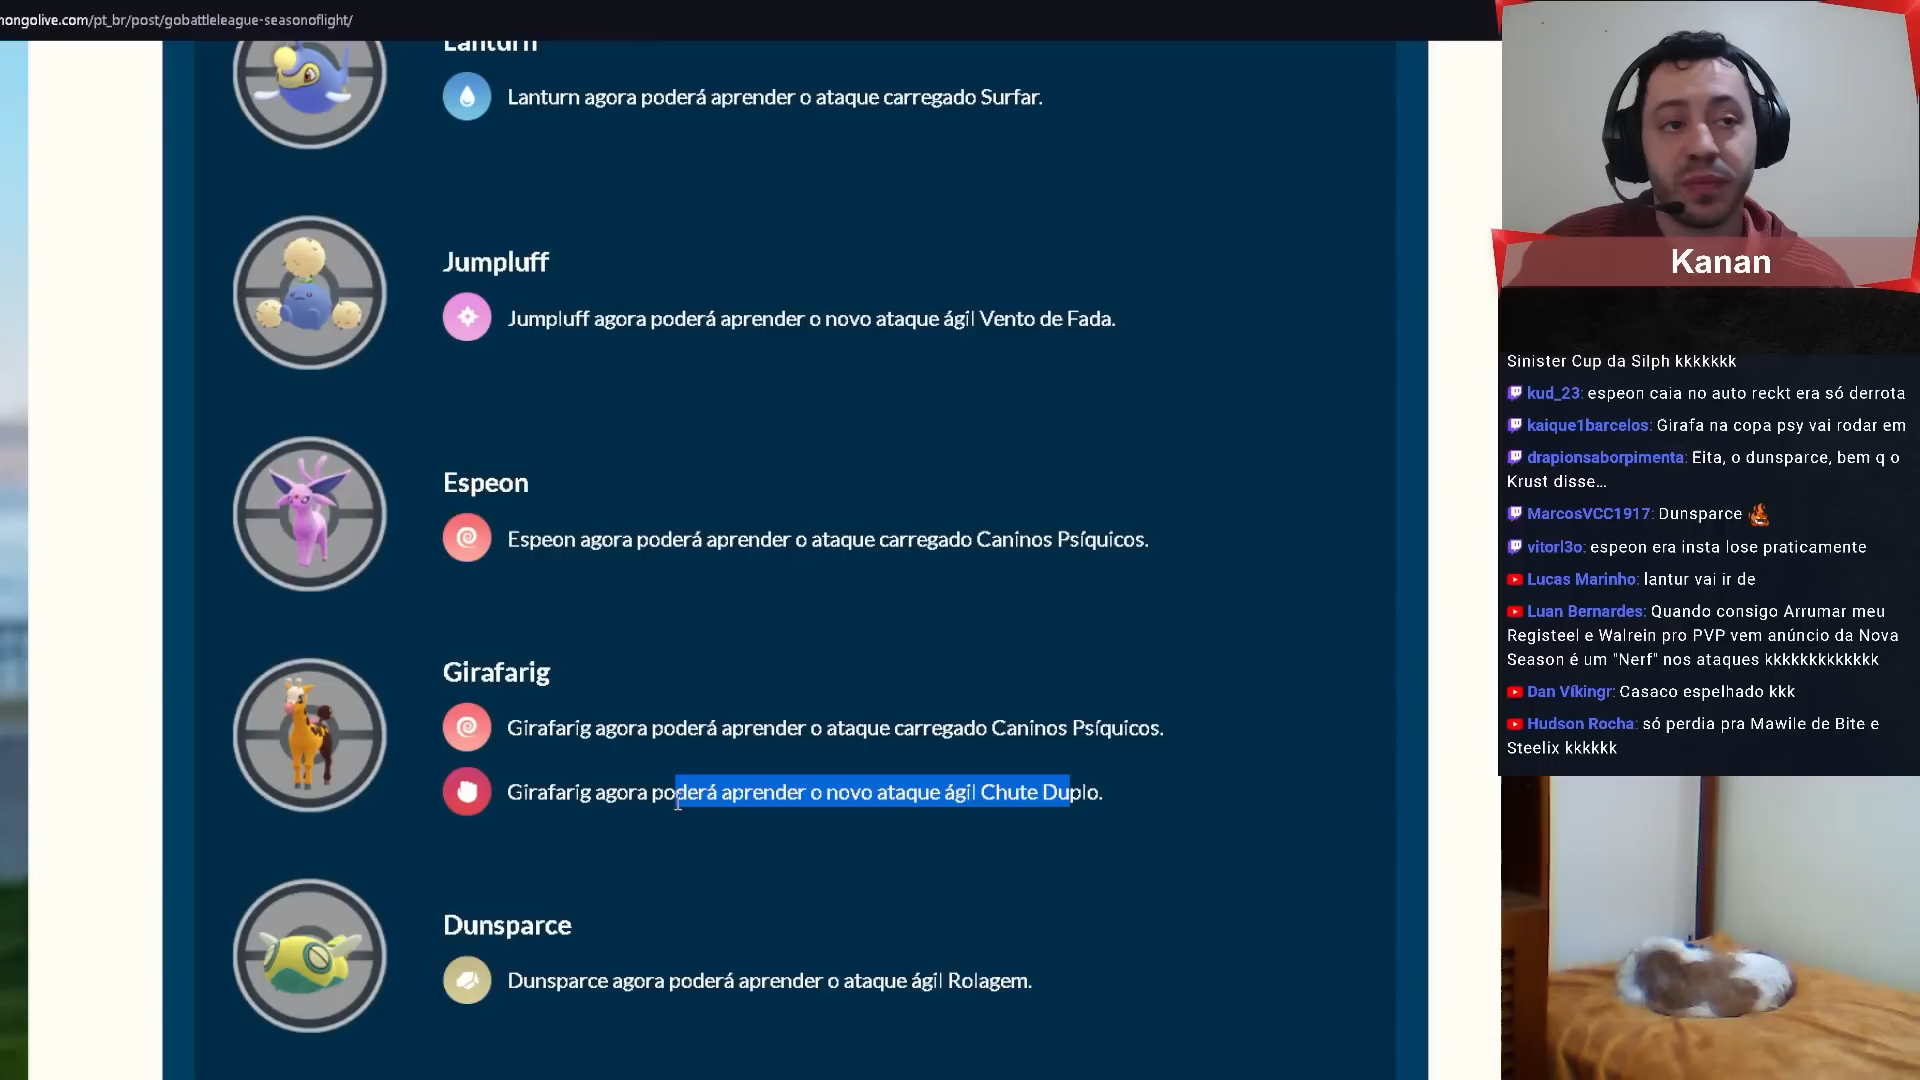 nongolive.com/pt_br/post/gobattleleague-seasonoflight/
Lanturn
Lanturn agora poderá aprender o ataque carregado Surfar.
Jumpluff
Jumpluff agora poderá aprender o novo ataque ágil Vento de Fada.
Espeon
Espeon agora poderá aprender o ataque carregado Caninos Psíquicos.
Girafarig
Girafarig agora poderá aprender o ataque carregado Caninos Psíquicos.
Girafarig agora poderá aprender o novo ataque ágil Chute Duplo.
Dunsparce
Dunsparce agora poderá aprender o ataque ágil Rolagem.
Kanan
Sinister Cup da Silph kkkkkkk
kud_23: espeon caia no auto reckt era só derrota
kaique1barcelos: Girafa na copa psy vai rodar em
drapionsaborpimenta: Eita, o dunsparce, bem q o
Krust disse...
MarcosVCC1917: Dunsparce
vitorl3o: espeon era insta lose praticamente
Lucas Marinho: lantur vai ir de
Luan Bernardes: Quando consigo Arrumar meu
Registeel e Walrein pro PVP vem anúncio da Nova
Season é um "Nerf" nos ataques kkkkkkkkkkkkk
Dan Víkingr: Casaco espelhado kkk
Hudson Rocha: só perdia pra Mawile de Bite e
Steelix kkkkkk